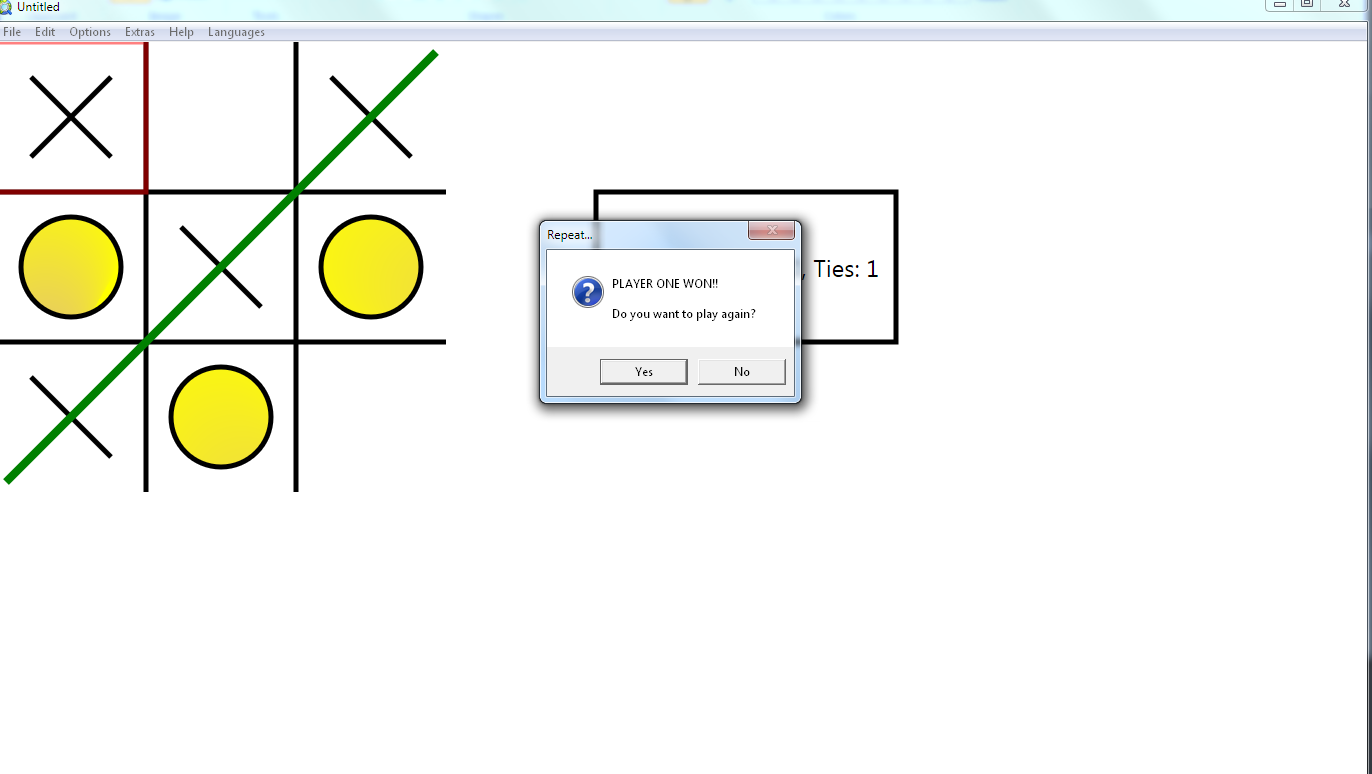 Untitled
File Edit Options Extras Help Languages
, Ties: 1
Repeat...
PLAYER ONE WON!!
Do you want to play again?
Yes No